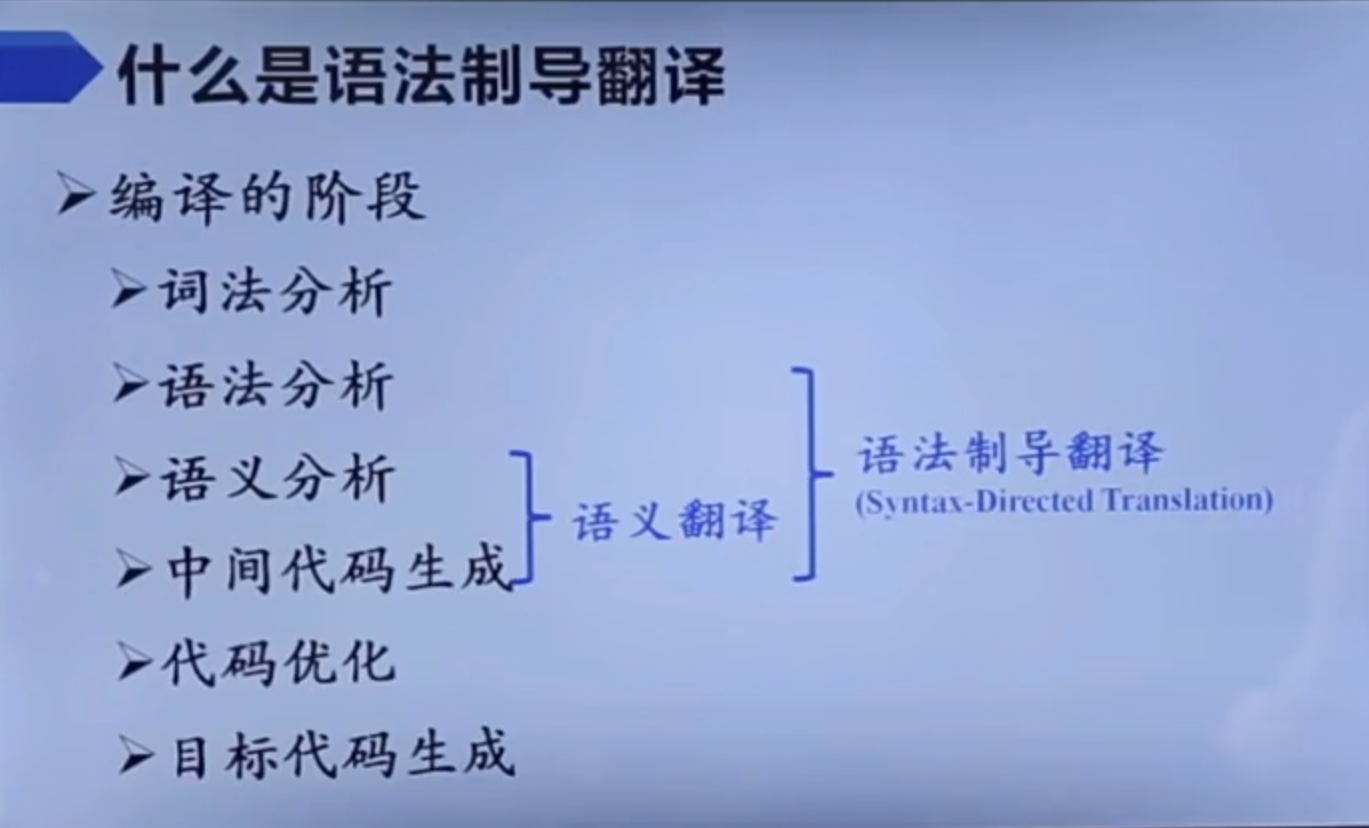 什么是语法制导翻译
编译的阶段
词法分析
语法分析
语义分析
中间代码生成
代码优化
目标代码生成
语义翻译
语法制导翻译
(Syntax-Directed Translation)